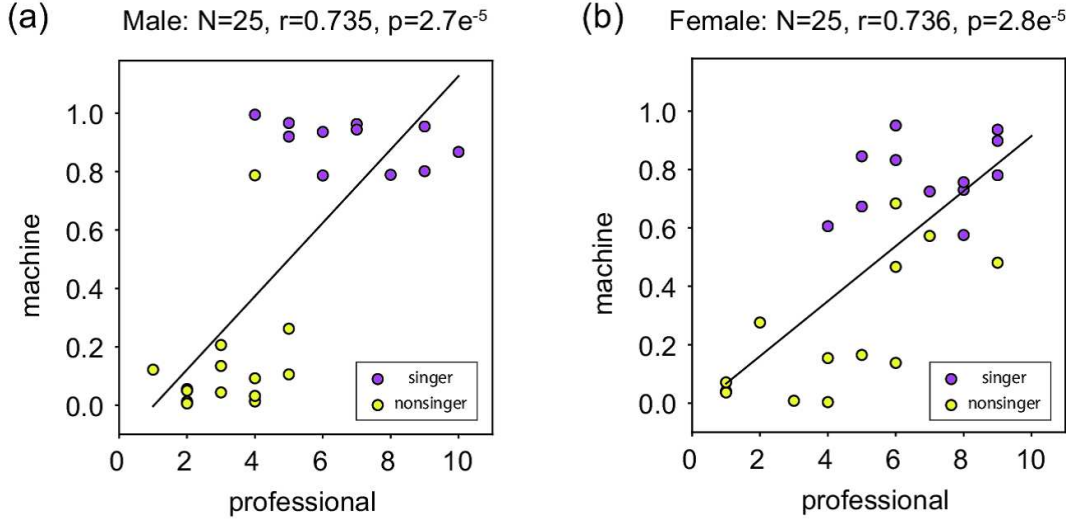 (a) Male: N=25, r=0.735, p=2.7e⁻⁵
1.0
0.8
0.6
0.4
0.2
0.0
machine
singer
nonsinger
0 2 4 6 8 10
professional
(b) Female: N=25, r=0.736, p=2.8e⁻⁵
1.0
0.8
0.6
0.4
0.2
0.0
machine
singer
nonsinger
0 2 4 6 8 10
professional